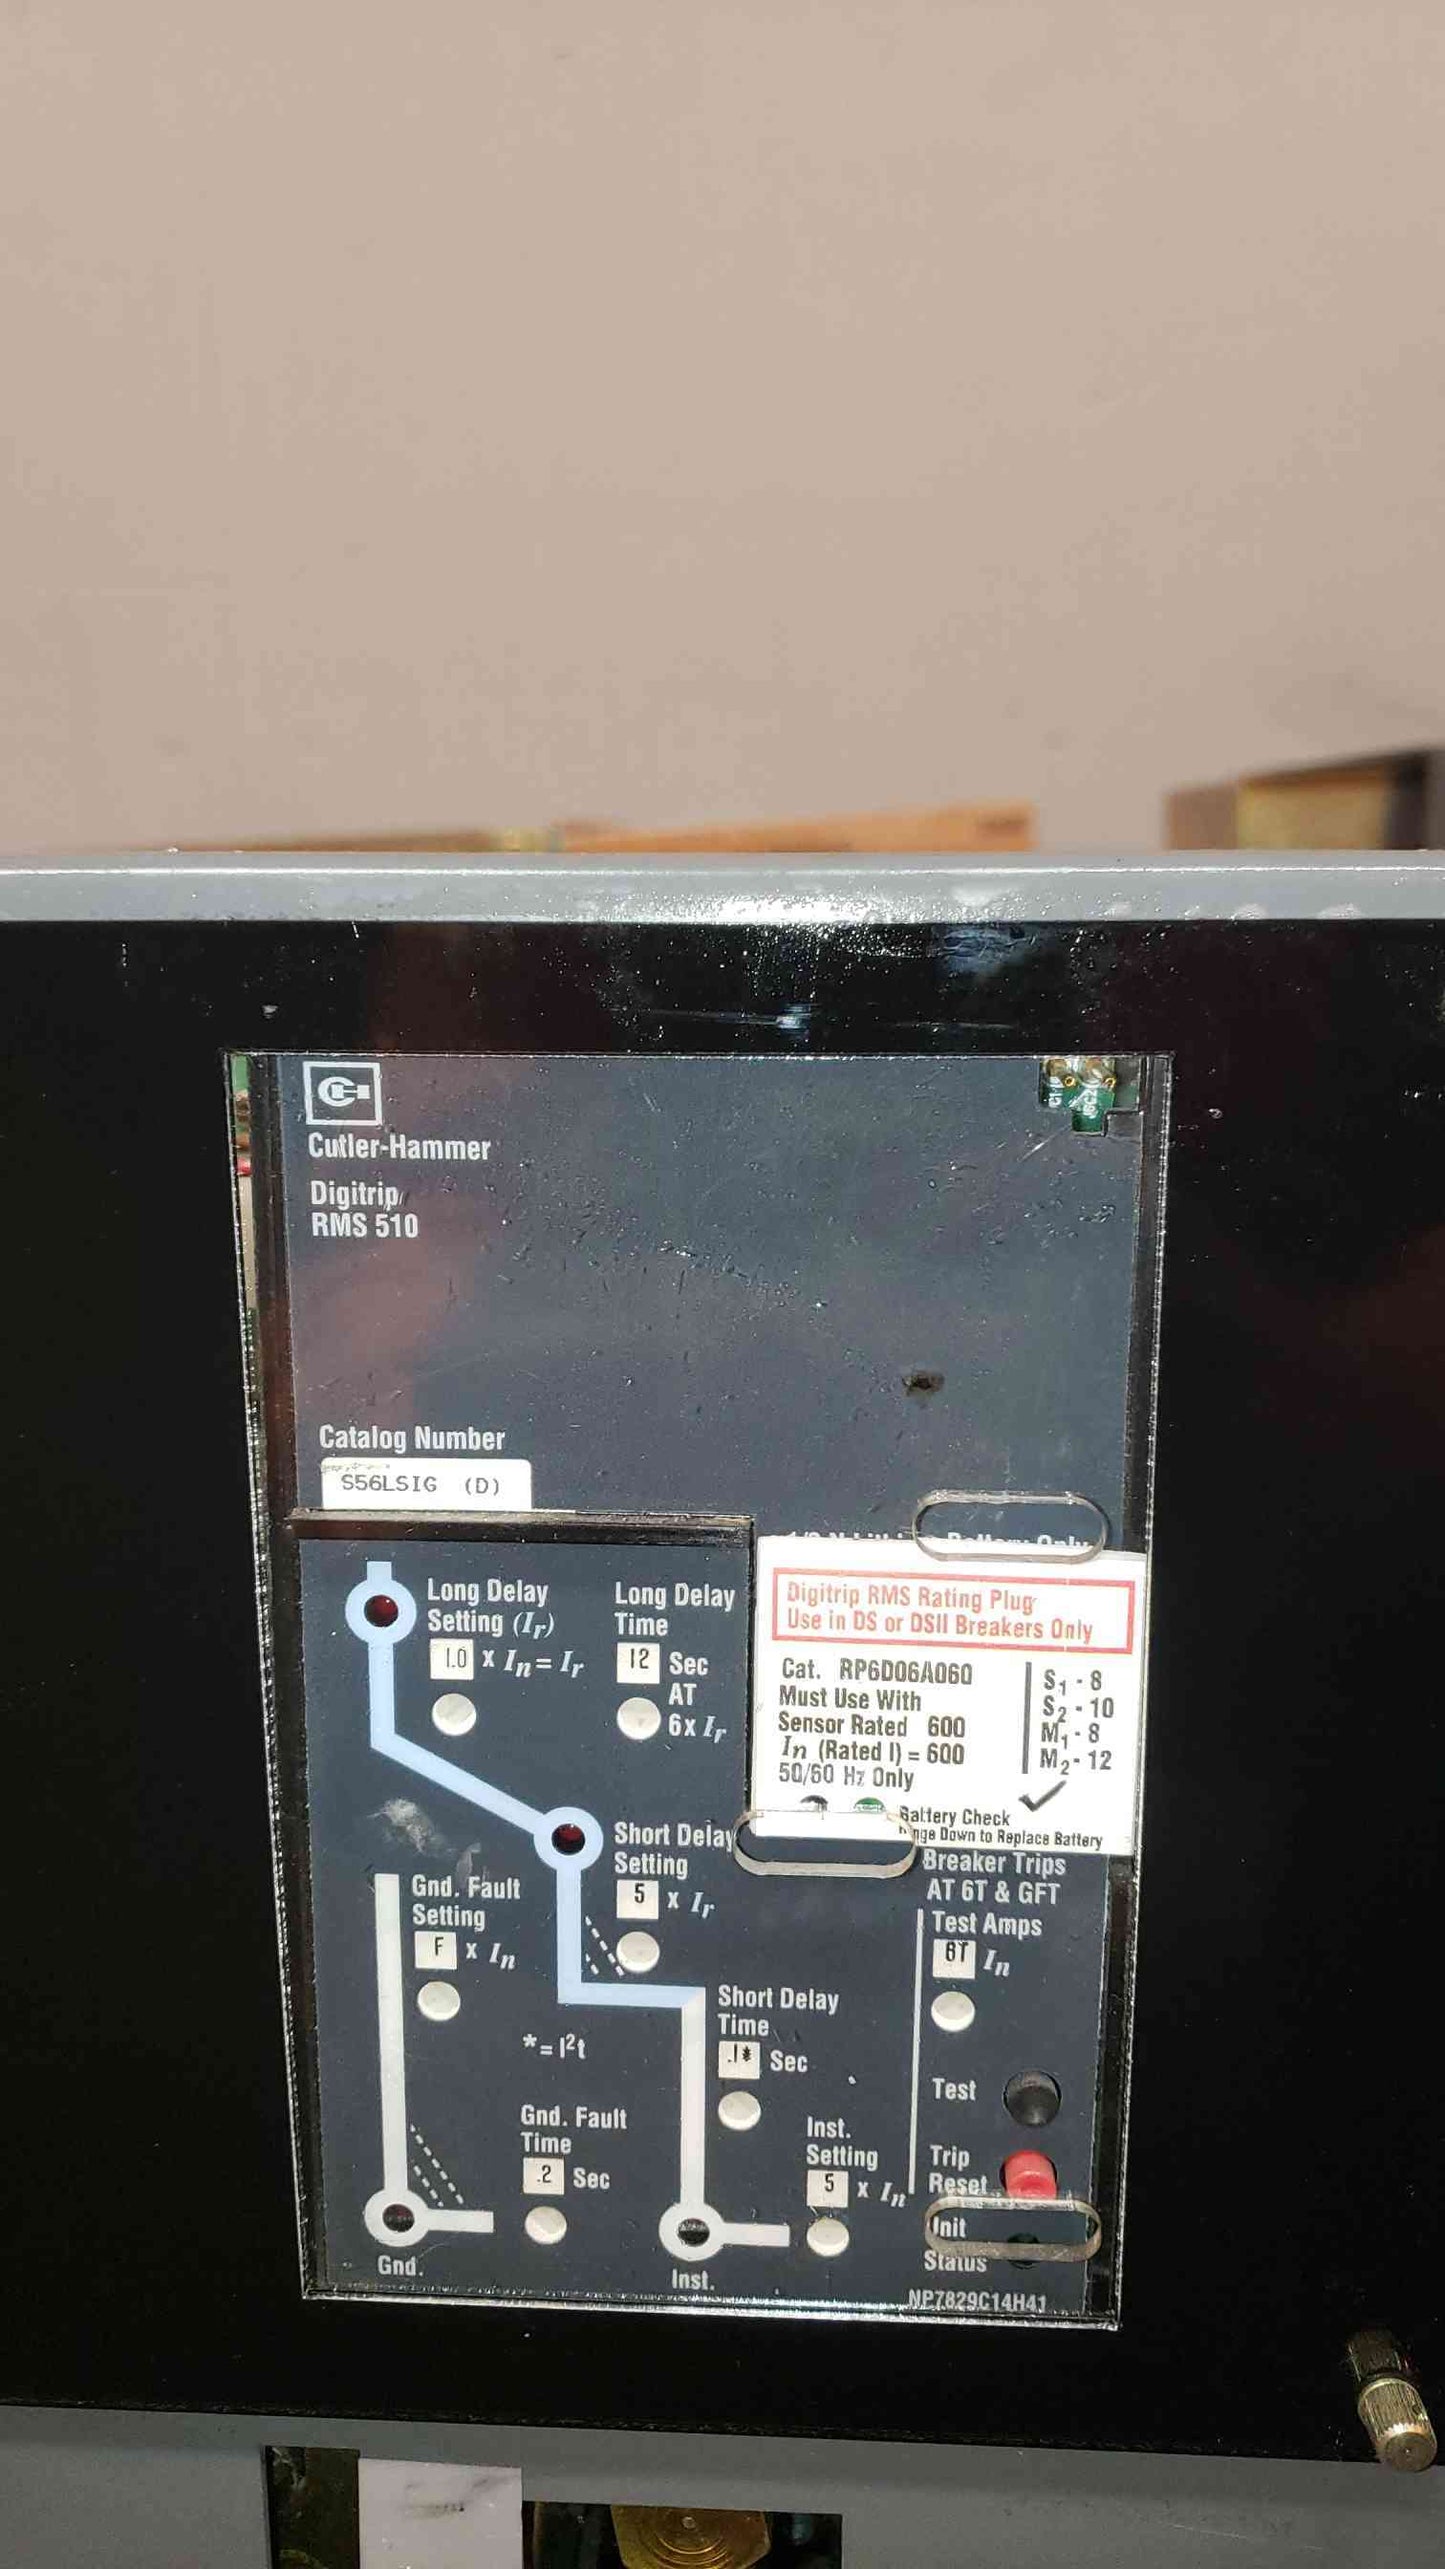 Cutler-Hammer
Digitrip
RMS 510
Catalog Number
S56LSIG (D)
Battery Only
Digitrip RMS Rating Plug
Use in DS or DSII Breakers Only
Cat. RP6D06A060
Must Use With
Sensor Rated 600
In (Rated I) = 600
50/60 Hz Only
S1 - 8
S2 - 10
M1 - 8
M2 - 12
Battery Check
Down to Replace Battery
Long Delay
Setting (Ir)
1.0 x In = Ir
Long Delay
Time
12 Sec
AT
6x Ir
Short Delay
Setting
5 x Ir
Gnd. Fault
Setting
F x In
Breaker Trips
AT 6T & GFT
Test Amps
6T In
Short Delay
Time
.1* Sec
* = I²t
Gnd. Fault
Time
.2 Sec
Inst.
Setting
5 x In
Test
Trip
Reset
Unit
Status
Gnd.
Inst.
NP7829C14H41